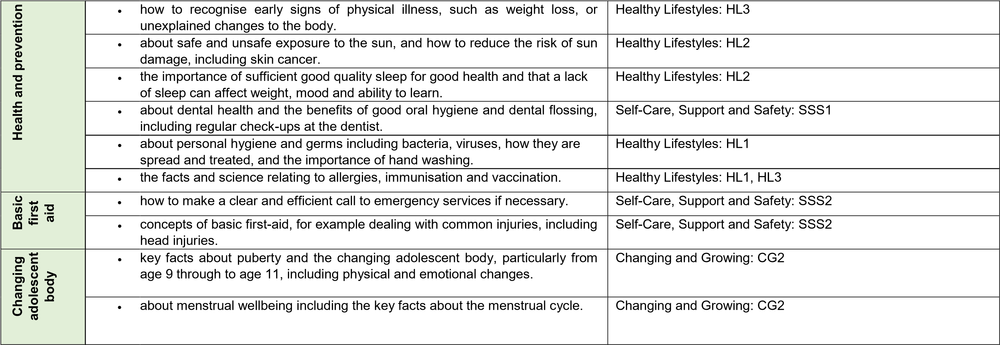 Health and prevention
• how to recognise early signs of physical illness, such as weight loss, or
unexplained changes to the body.
Healthy Lifestyles: HL3
• about safe and unsafe exposure to the sun, and how to reduce the risk of sun
damage, including skin cancer.
Healthy Lifestyles: HL2
• the importance of sufficient good quality sleep for good health and that a lack
of sleep can affect weight, mood and ability to learn.
Healthy Lifestyles: HL2
• about dental health and the benefits of good oral hygiene and dental flossing,
including regular check-ups at the dentist.
Self-Care, Support and Safety: SSS1
• about personal hygiene and germs including bacteria, viruses, how they are
spread and treated, and the importance of hand washing.
Healthy Lifestyles: HL1
• the facts and science relating to allergies, immunisation and vaccination.
Healthy Lifestyles: HL1, HL3
Basic
first
aid
• how to make a clear and efficient call to emergency services if necessary.
Self-Care, Support and Safety: SSS2
• concepts of basic first-aid, for example dealing with common injuries, including
head injuries.
Self-Care, Support and Safety: SSS2
Changing
adolescent
body
• key facts about puberty and the changing adolescent body, particularly from
age 9 through to age 11, including physical and emotional changes.
Changing and Growing: CG2
• about menstrual wellbeing including the key facts about the menstrual cycle.
Changing and Growing: CG2